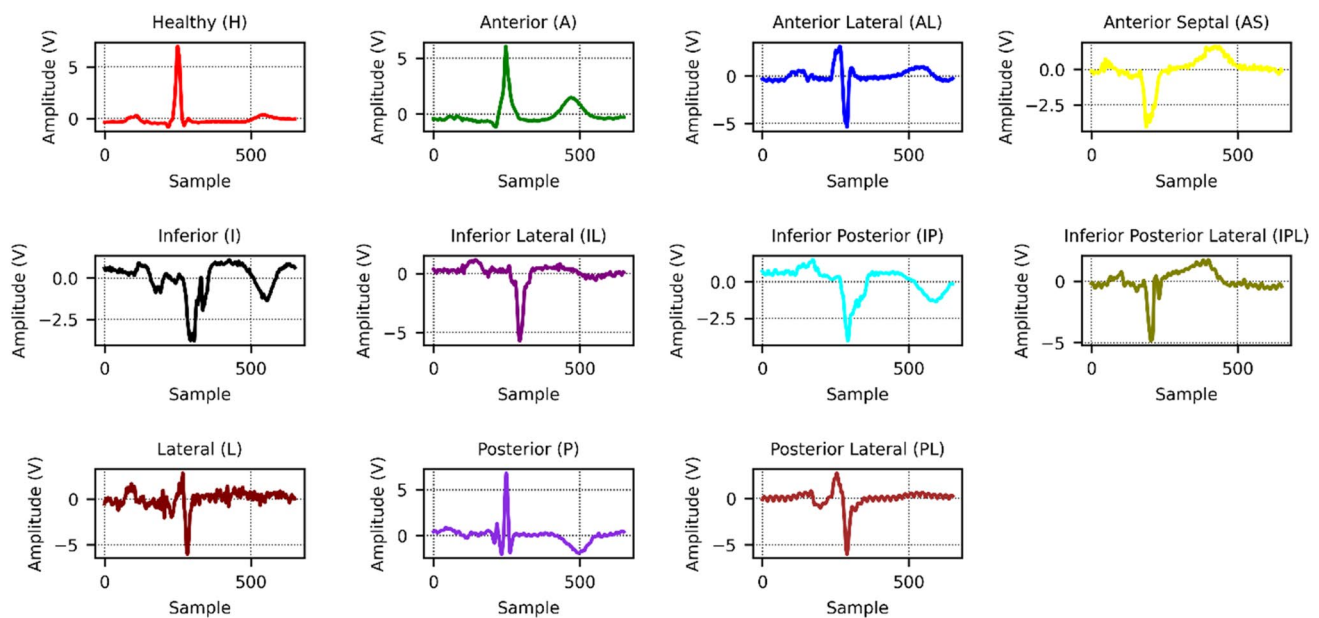 Healthy (H)
Amplitude (V)
5
0
0
500
Sample
Anterior (A)
Amplitude (V)
5
0
0
500
Sample
Anterior Lateral (AL)
Amplitude (V)
0
−5
0
500
Sample
Anterior Septal (AS)
Amplitude (V)
0.0
−2.5
0
500
Sample
Inferior (I)
Amplitude (V)
0.0
−2.5
0
500
Sample
Inferior Lateral (IL)
Amplitude (V)
0
−5
0
500
Sample
Inferior Posterior (IP)
Amplitude (V)
0.0
−2.5
0
500
Sample
Inferior Posterior Lateral (IPL)
Amplitude (V)
0
−5
0
500
Sample
Lateral (L)
Amplitude (V)
0
−5
0
500
Sample
Posterior (P)
Amplitude (V)
5
0
0
500
Sample
Posterior Lateral (PL)
Amplitude (V)
0
−5
0
500
Sample